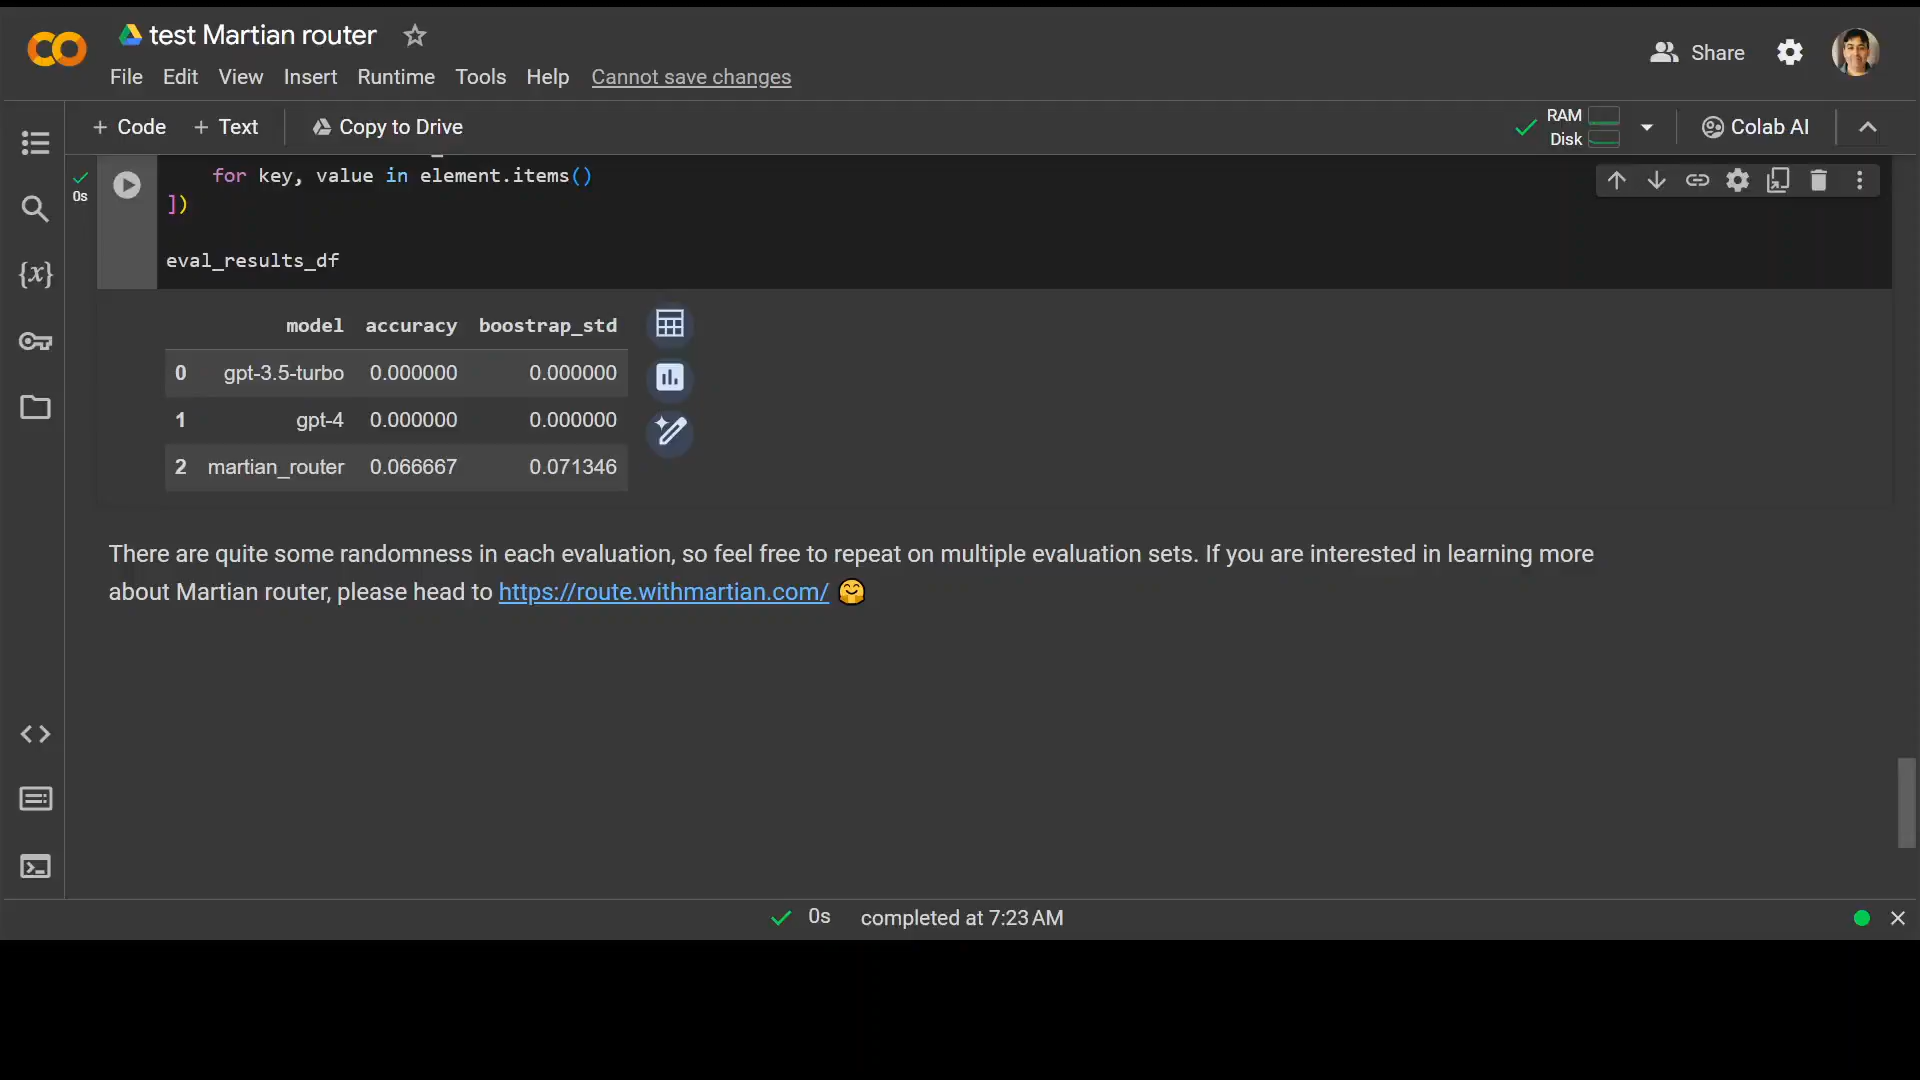 test Martian router
File Edit View Insert Runtime Tools Help Cannot save changes
Share
+ Code + Text Copy to Drive
RAM
Disk
Colab AI
0s
for key, value in element.items()
])
eval_results_df
{x}
model accuracy boostrap_std
0 gpt-3.5-turbo 0.000000 0.000000
1 gpt-4 0.000000 0.000000
2 martian_router 0.066667 0.071346
There are quite some randomness in each evaluation, so feel free to repeat on multiple evaluation sets. If you are interested in learning more
about Martian router, please head to https://route.withmartian.com/ 🤗
0s completed at 7:23 AM